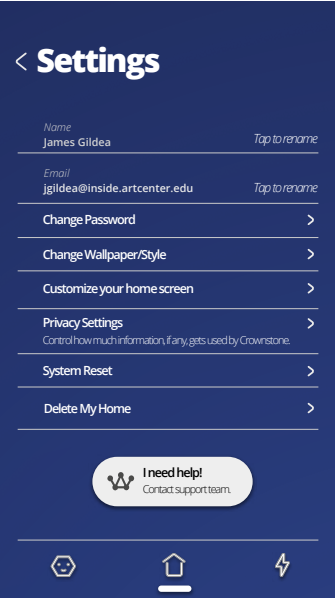 Settings
Name
James Gildea
Tap to rename
Email
jgildea@inside.artcenter.edu
Tap to rename
Change Password
Change Wallpaper/Style
Customize your home screen
Privacy Settings
Control how much information, if any, gets used by Crownstone.
System Reset
Delete My Home
I need help!
Contact support team.